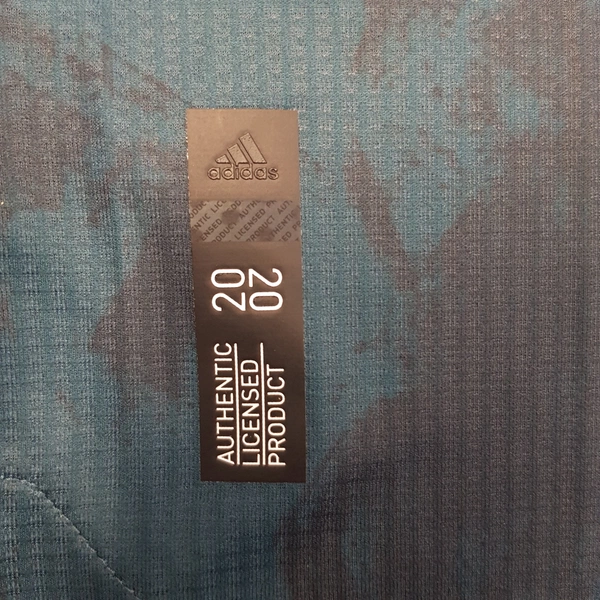 adidas
20
20
AUTHENTIC
LICENSED
PRODUCT